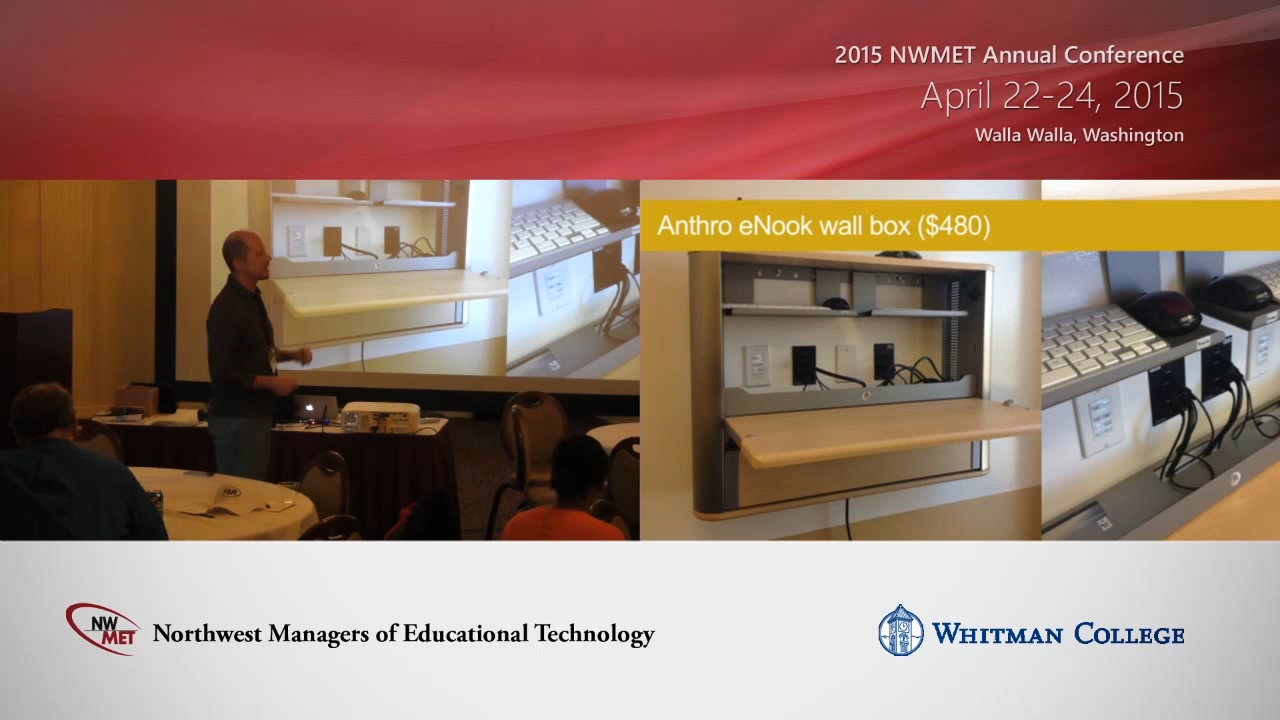 2015 NWMET Annual Conference
April 22-24, 2015
Walla Walla, Washington
Anthro eNook wall box ($480)
NW
MET
Northwest Managers of Educational Technology
WHITMAN COLLEGE